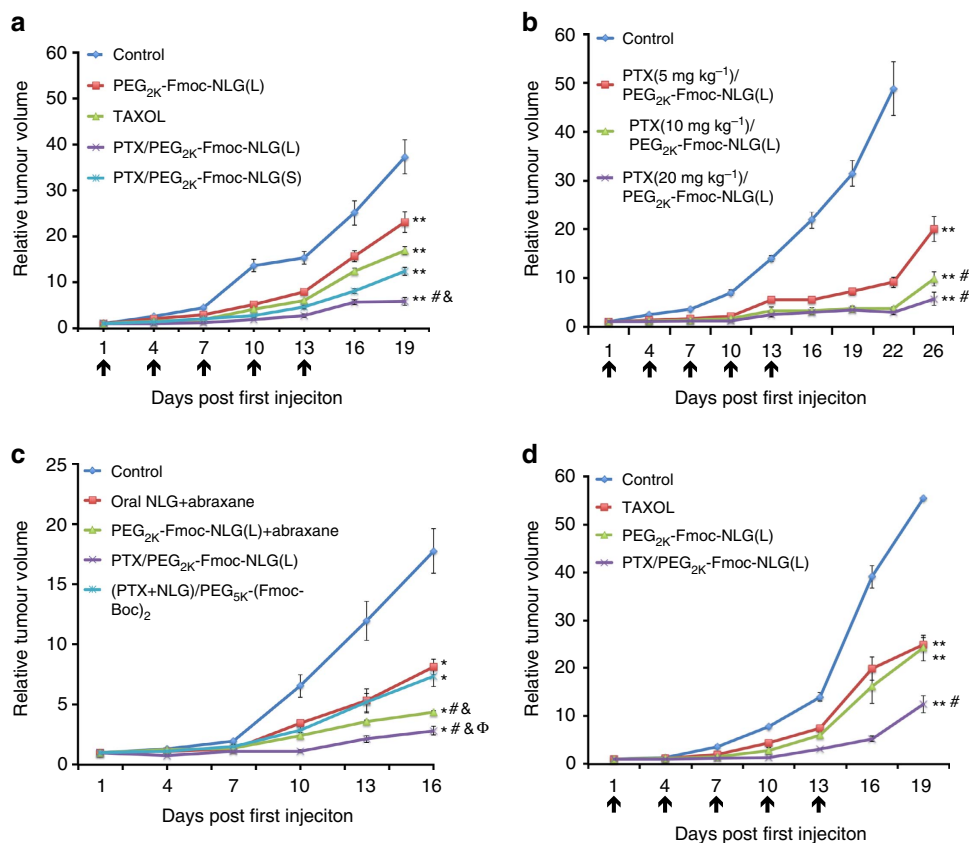 a
Relative tumour volume
60
50
40
30
20
10
0
Control
PEG2K-Fmoc-NLG(L)
TAXOL
PTX/PEG2K-Fmoc-NLG(L)
PTX/PEG2K-Fmoc-NLG(S)
**
**
**
** # &
1 4 7 10 13 16 19
Days post first injeciton
b
Relative tumour volume
60
50
40
30
20
10
0
Control
PTX(5 mg kg−1)/
PEG2K-Fmoc-NLG(L)
PTX(10 mg kg−1)/
PEG2K-Fmoc-NLG(L)
PTX(20 mg kg−1)/
PEG2K-Fmoc-NLG(L)
**
** #
** #
1 4 7 10 13 16 19 22 26
Days post first injeciton
c
Relative tumour volume
25
20
15
10
5
0
Control
Oral NLG+abraxane
PEG2K-Fmoc-NLG(L)+abraxane
PTX/PEG2K-Fmoc-NLG(L)
(PTX+NLG)/PEG5K-(Fmoc-
Boc)2
*
*
* # &
* # & Φ
1 4 7 10 13 16
Days post first injeciton
d
Relative tumour volume
60
50
40
30
20
10
0
Control
TAXOL
PEG2K-Fmoc-NLG(L)
PTX/PEG2K-Fmoc-NLG(L)
**
**
** #
1 4 7 10 13 16 19
Days post first injeciton